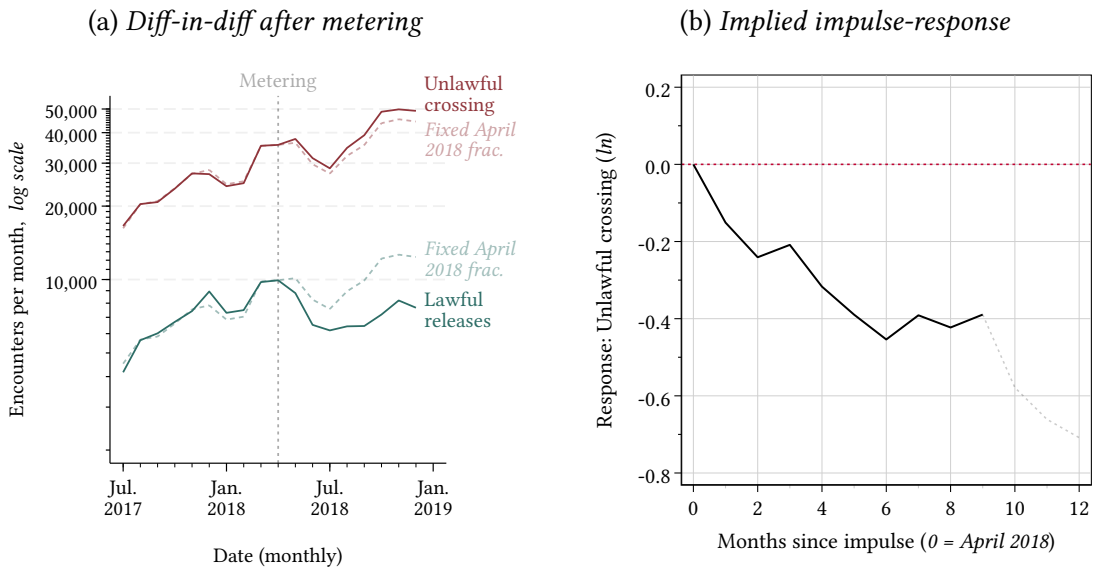 (a) Diff-in-diff after metering
Metering
Unlawful
crossing
Fixed April
2018 frac.
Fixed April
2018 frac.
Lawful
releases
50,000
40,000
30,000
20,000
10,000
Encounters per month, log scale
Jul.
2017
Jan.
2018
Jul.
2018
Jan.
2019
Date (monthly)
(b) Implied impulse-response
0.2
0.0
-0.2
-0.4
-0.6
-0.8
Response: Unlawful crossing (ln)
0 2 4 6 8 10 12
Months since impulse (0 = April 2018)